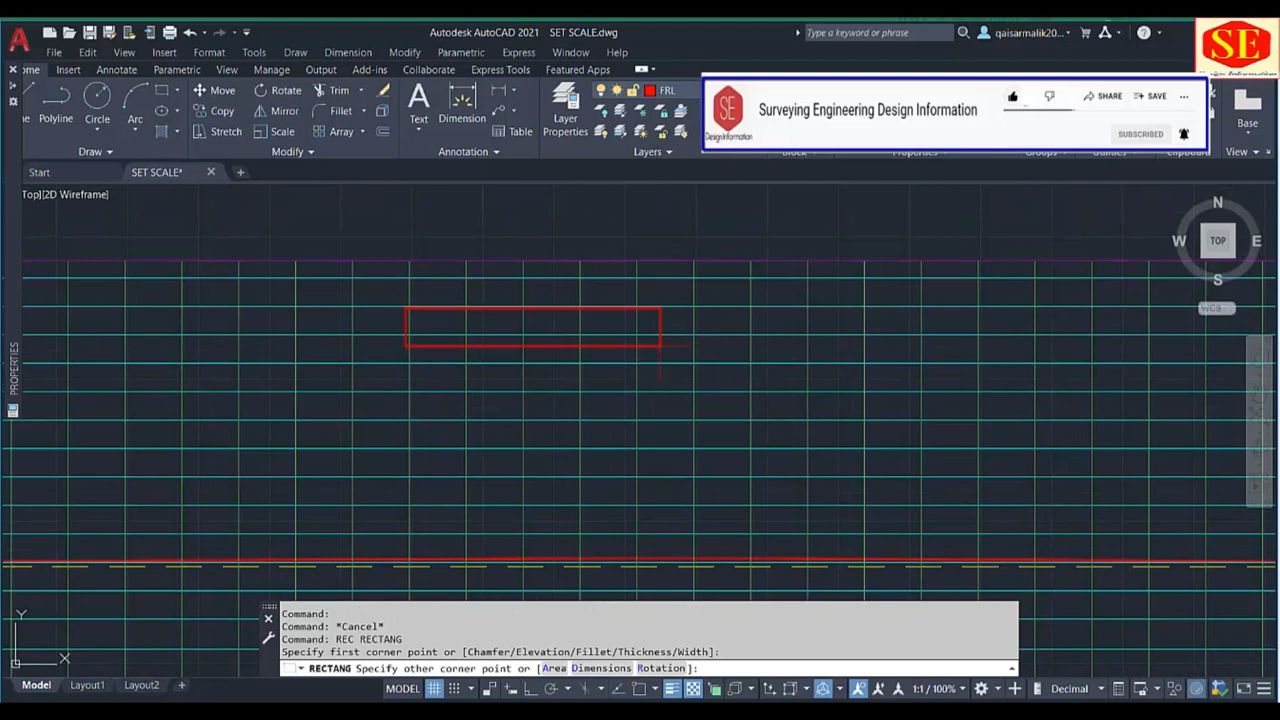 Autodesk AutoCAD 2021 SET SCALE.dwg
Type a keyword or phrase
qaisarmalik20...
SE
File Edit View Insert Format Tools Draw Dimension Modify Parametric Express Window Help
ome Insert Annotate Parametric View Manage Output Add-ins Collaborate Express Tools Featured Apps
Polyline Circle Arc
Move Rotate Trim
Copy Mirror Fillet
Stretch Scale Array
Text Dimension Table
Layer Properties
FRL
Base
Draw Modify Annotation Layers View
SE
Design Information
Surveying Engineering Design Information
SHARE SAVE ...
SUBSCRIBED
Start SET SCALE*
Top][2D Wireframe]
N
W TOP E
S
WCS
PROPERTIES
Y
X
Command:
Command: *Cancel*
Command: REC RECTANG
Specify first corner point or [Chamfer/Elevation/Fillet/Thickness/Width]:
RECTANG Specify other corner point or [Area Dimensions Rotation]:
Model Layout1 Layout2 +
MODEL 1:1 / 100% Decimal